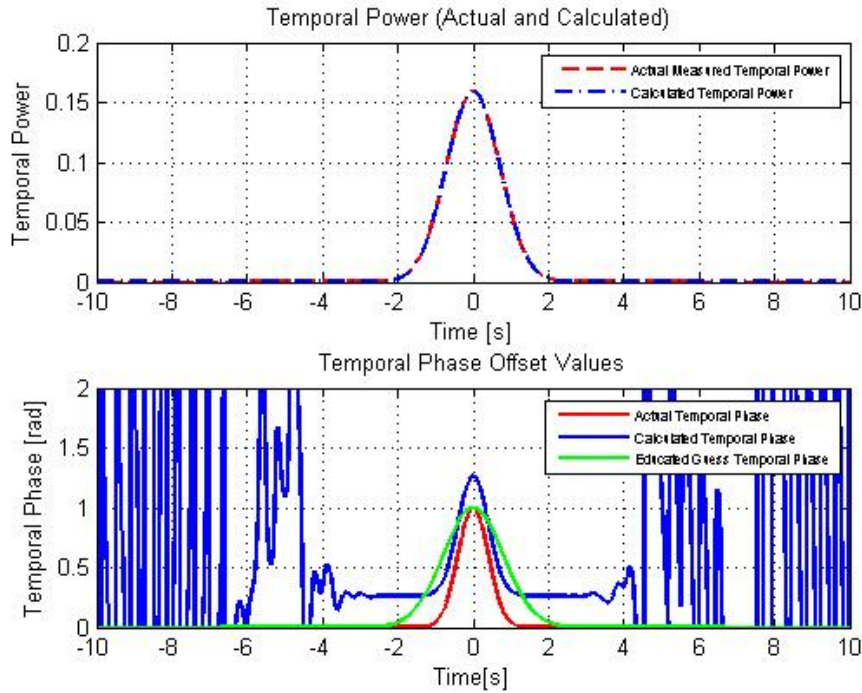 Temporal Power (Actual and Calculated)
0.2
0.15
0.1
0.05
0
Temporal Power
Actual Measured Temporal Power
Calculated Temporal Power
-10 -8 -6 -4 -2 0 2 4 6 8 10
Time [s]
Temporal Phase Offset Values
2
1.5
1
0.5
0
Temporal Phase [rad]
Actual Temporal Phase
Calculated Temporal Phase
Educated Guess Temporal Phase
-10 -8 -6 -4 -2 0 2 4 6 8 10
Time[s]